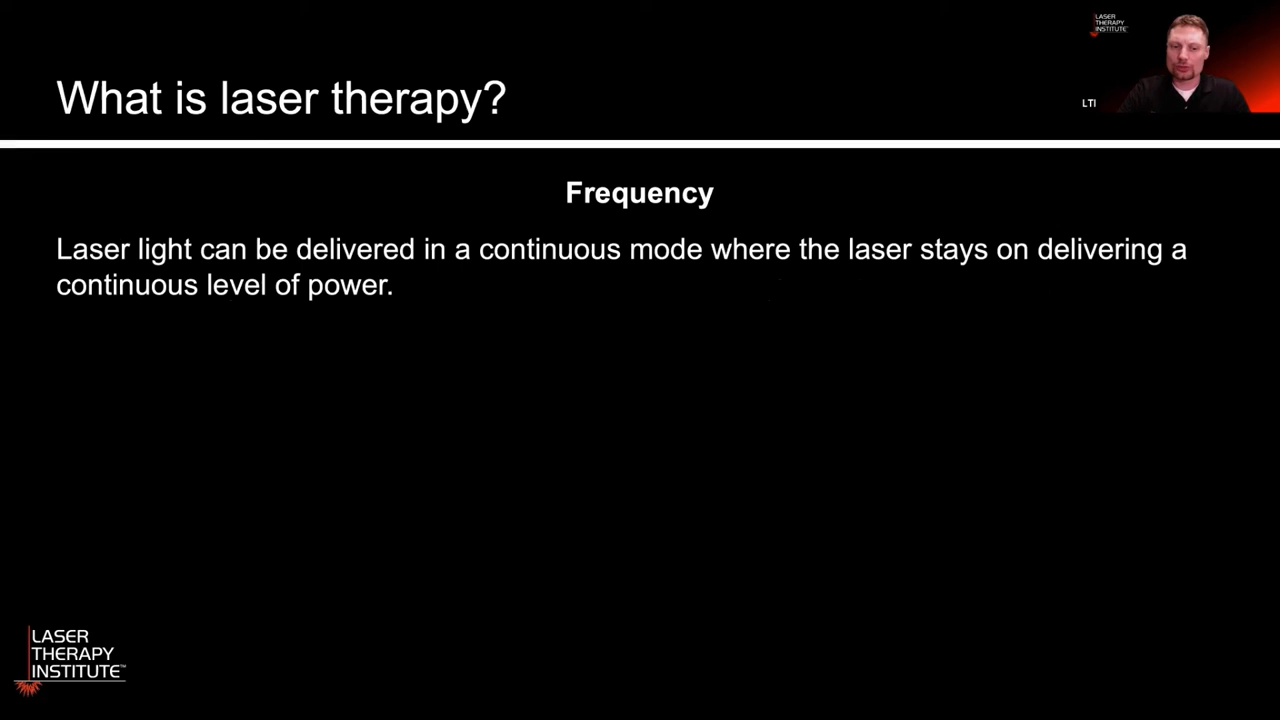 LASER
THERAPY
INSTITUTE
LTI
What is laser therapy?
Frequency
Laser light can be delivered in a continuous mode where the laser stays on delivering a
continuous level of power.
LASER
THERAPY
INSTITUTE™